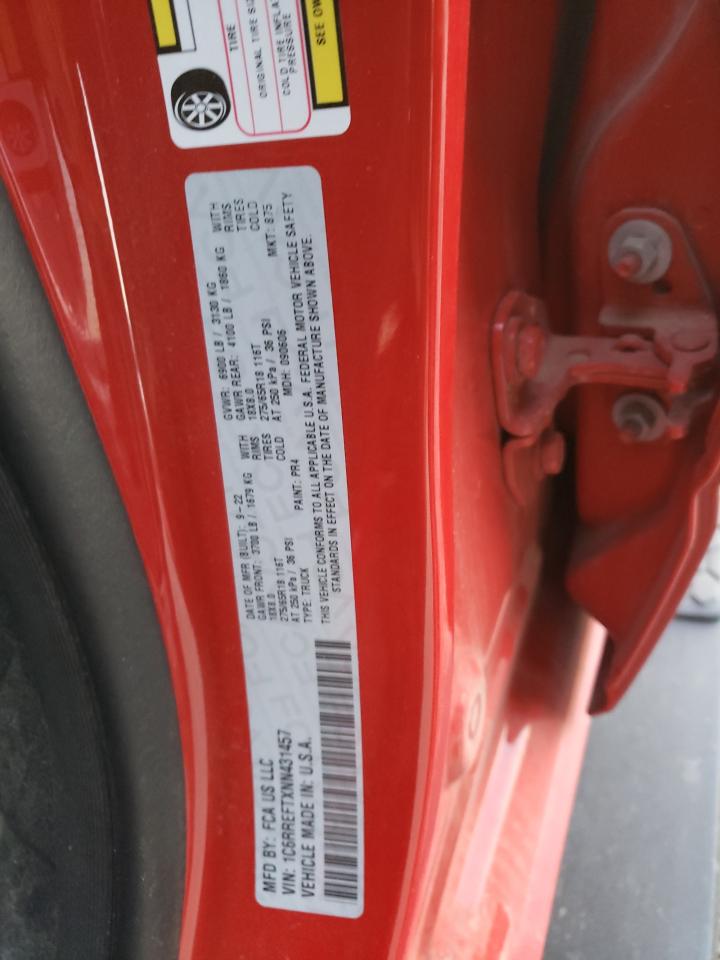 TIRE
ORIGINAL TIRE SIZ
COLD TIRE INFLA
PRESSURE
SEE OW
MFD BY: FCA US LLC
VIN: 1C6RREFTXNN431457
VEHICLE MADE IN: U.S.A.
DATE OF MFR (BUILT): 9-22 GVWR: 6900 LB / 3130 KG
GAWR FRONT: 3700 LB / 1679 KG WITH GAWR REAR: 4100 LB / 1860 KG WITH
18X8.0 RIMS 18X8.0 RIMS
275/65R18 116T TIRES 275/65R18 116T TIRES
AT 250 kPa / 36 PSI COLD AT 250 kPa / 36 PSI COLD
TYPE: TRUCK PAINT: PR4 MDH: 090606 MKT: 875
THIS VEHICLE CONFORMS TO ALL APPLICABLE U.S.A. FEDERAL MOTOR VEHICLE SAFETY
STANDARDS IN EFFECT ON THE DATE OF MANUFACTURE SHOWN ABOVE.